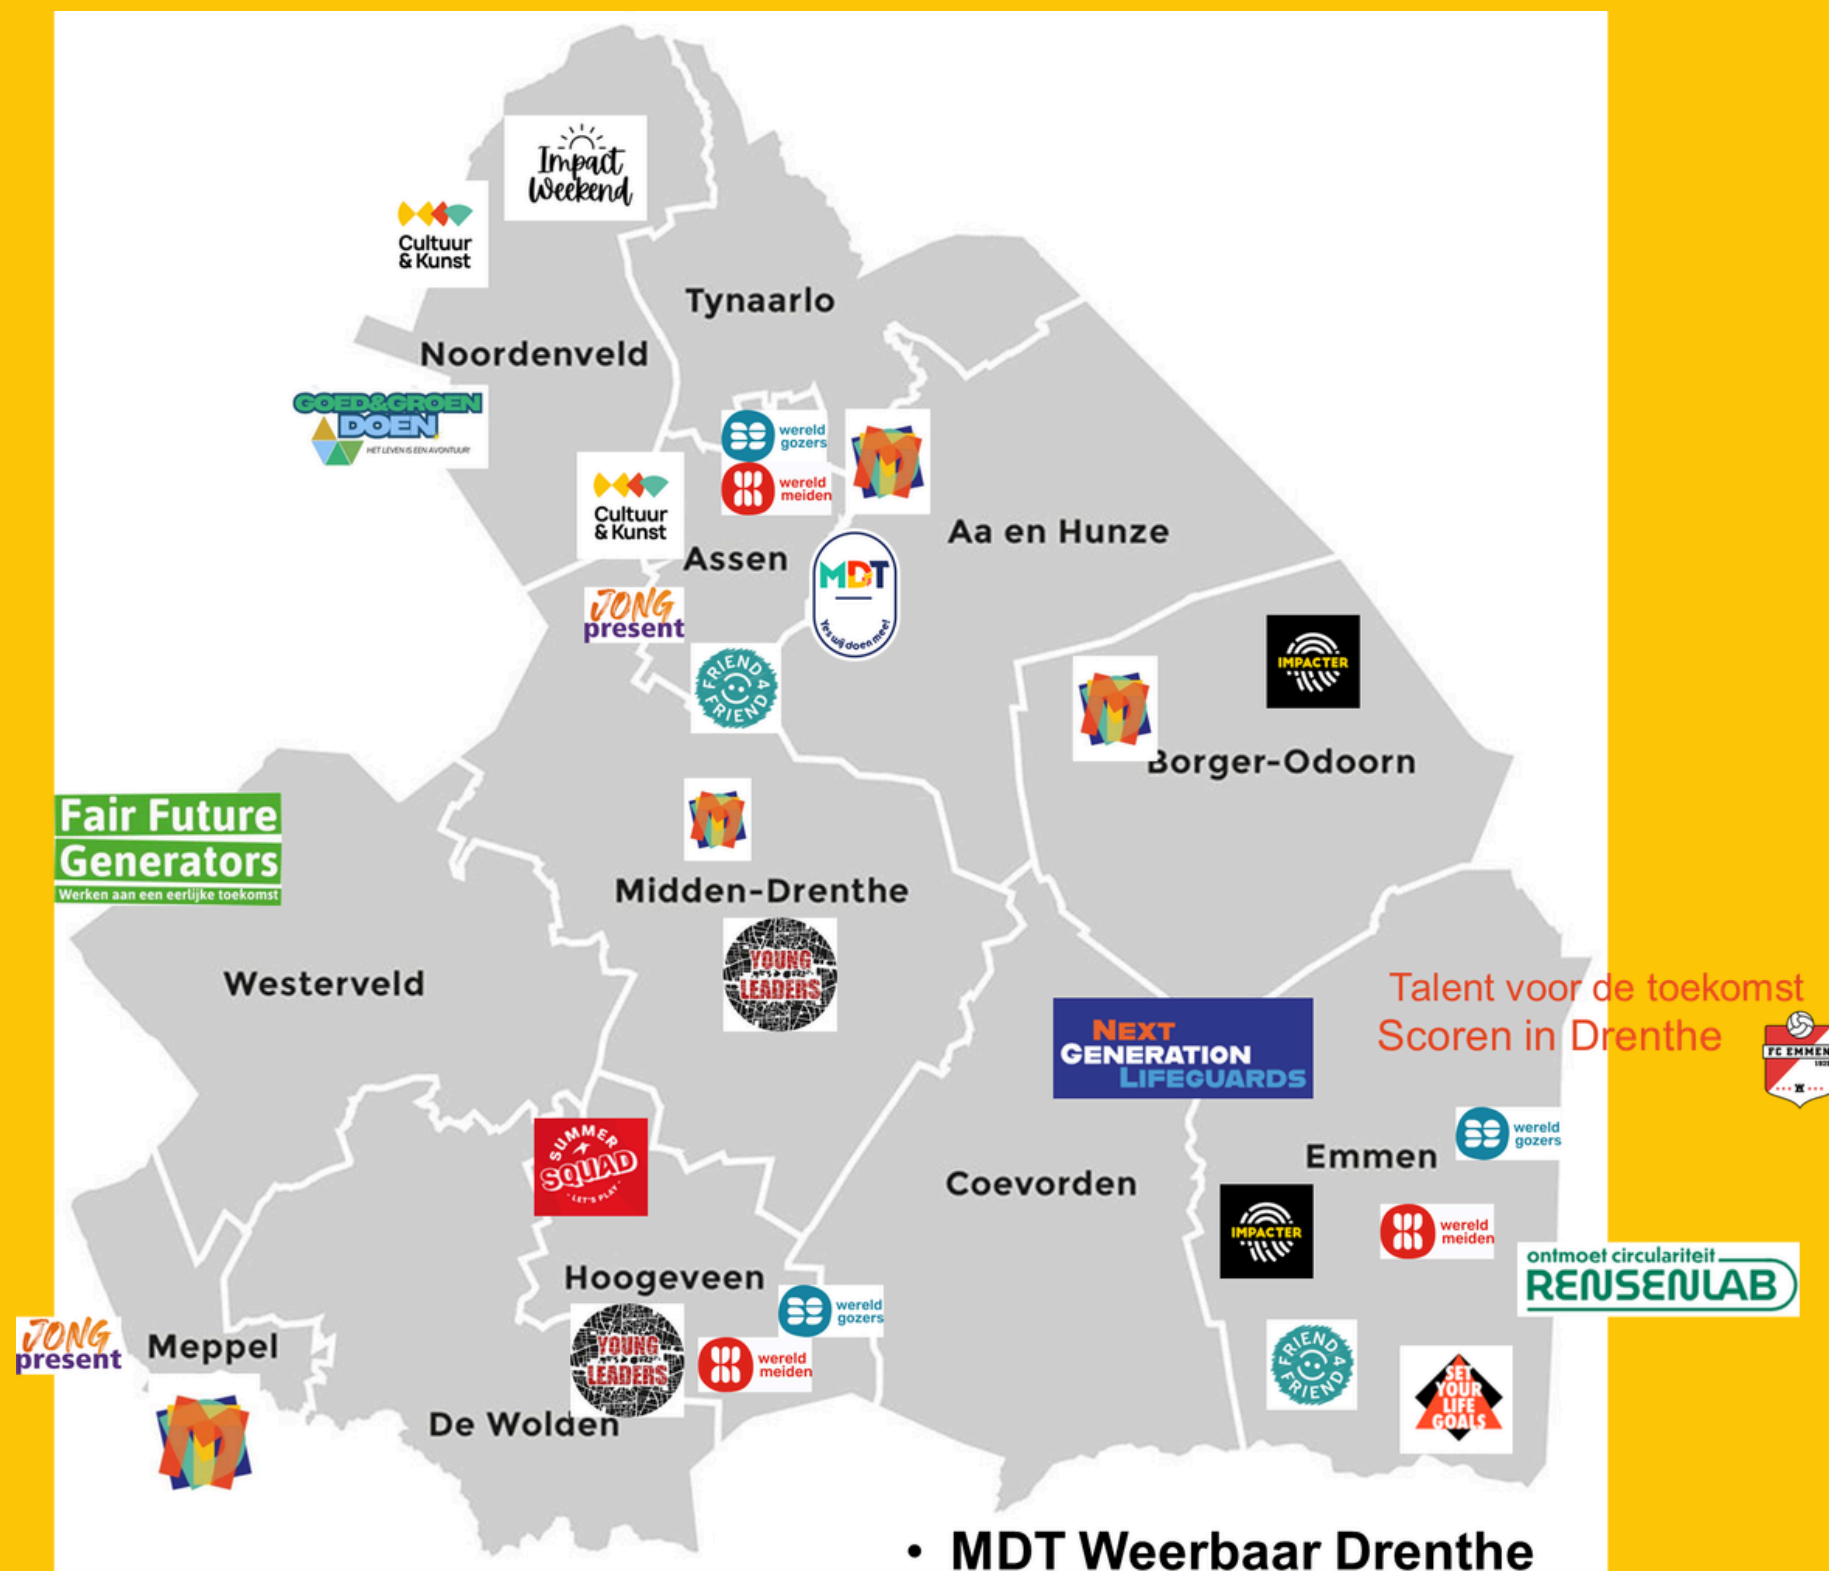 Impact
Weekend
Cultuur
& Kunst
Tynaarlo
Noordenveld
GOED&GROEN
DOEN,
HET LEVEN IS EEN AVONTUUR!
wereld
gozers
wereld
meiden
Cultuur
& Kunst
Assen
Aa en Hunze
MDT
Yes wij doen mee!
JONG
present
FRIEND 4
FRIEND
IMPACTER
Borger-Odoorn
Fair Future
Generators
Werken aan een eerlijke toekomst
Midden-Drenthe
YOUNG
LEADERS
Westerveld
Talent voor de toekomst
Scoren in Drenthe
FC EMMEN
NEXT
GENERATION
LIFEGUARDS
SUMMER
SQUAD
- LET'S PLAY -
wereld
gozers
Emmen
Coevorden
IMPACTER
wereld
meiden
ontmoet circulariteit
RENSENLAB
Hoogeveen
wereld
gozers
JONG
present
Meppel
YOUNG
LEADERS
wereld
meiden
FRIEND 4
FRIEND
SET
YOUR
LIFE
GOALS
De Wolden
• MDT Weerbaar Drenthe